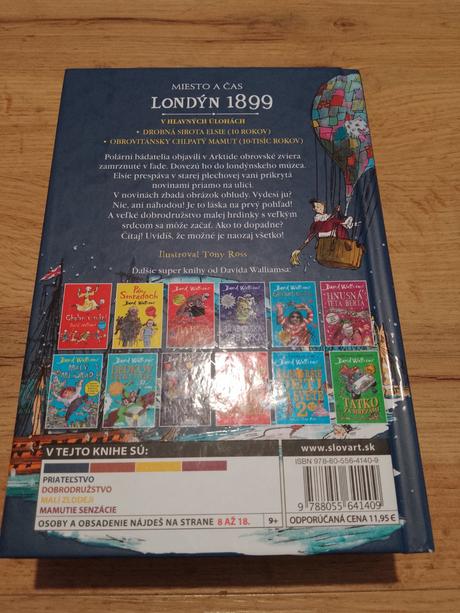 MIESTO A ČAS
LONDÝN 1899
V HLAVNÝCH ÚLOHÁCH
• DROBNÁ SIROTA ELSIE (10 ROKOV)
• OBROVITÁNSKY CHLPATÝ MAMUT (10-TISÍC ROKOV)
Polárni bádatelia objavili v Arktíde obrovské zviera
zamrznuté v ľade. Dovezú ho do londýnskeho múzea.
Elsie prespáva v starej plechovej vani prikrytá
novinami priamo na ulici.
V novinách zbadá obrázok obludy. Vydesí ju?
Nie, ani náhodou! Je to láska na prvý pohľad!
A veľké dobrodružstvo malej hrdinky s veľkým
srdcom sa môže začať. Ako to dopadne?
Čítaj! Uvidíš, že možné je naozaj všetko!
Ilustroval Tony Ross
Ďalšie super knihy od Davida Walliamsa:
Pán
Smraďoch
David Walliams
TATKO
ZA MREŽAMI
V TEJTO KNIHE SÚ:
PRIATEĽSTVO
DOBRODRUŽSTVO
MALÍ ZLODEJI
MAMUTIE SENZÁCIE
OSOBY A OBSADENIE NÁJDEŠ NA STRANE 8 AŽ 18.
9+
www.slovart.sk
ISBN 978-80-556-4140-9
9 788055 641409
ODPORÚČANÁ CENA 11,95 €